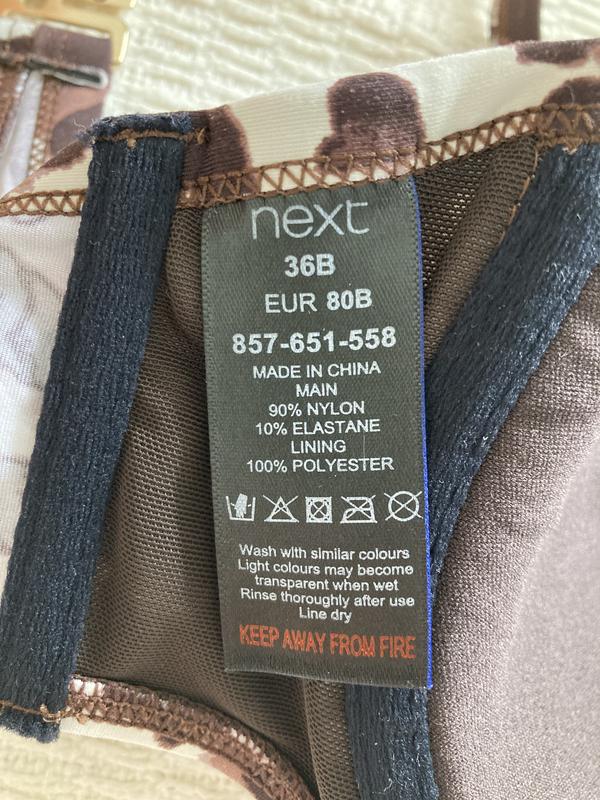 next
36B
EUR 80B
857-651-558
MADE IN CHINA
MAIN
90% NYLON
10% ELASTANE
LINING
100% POLYESTER
Wash with similar colours
Light colours may become
transparent when wet
Rinse thoroughly after use
Line dry
KEEP AWAY FROM FIRE